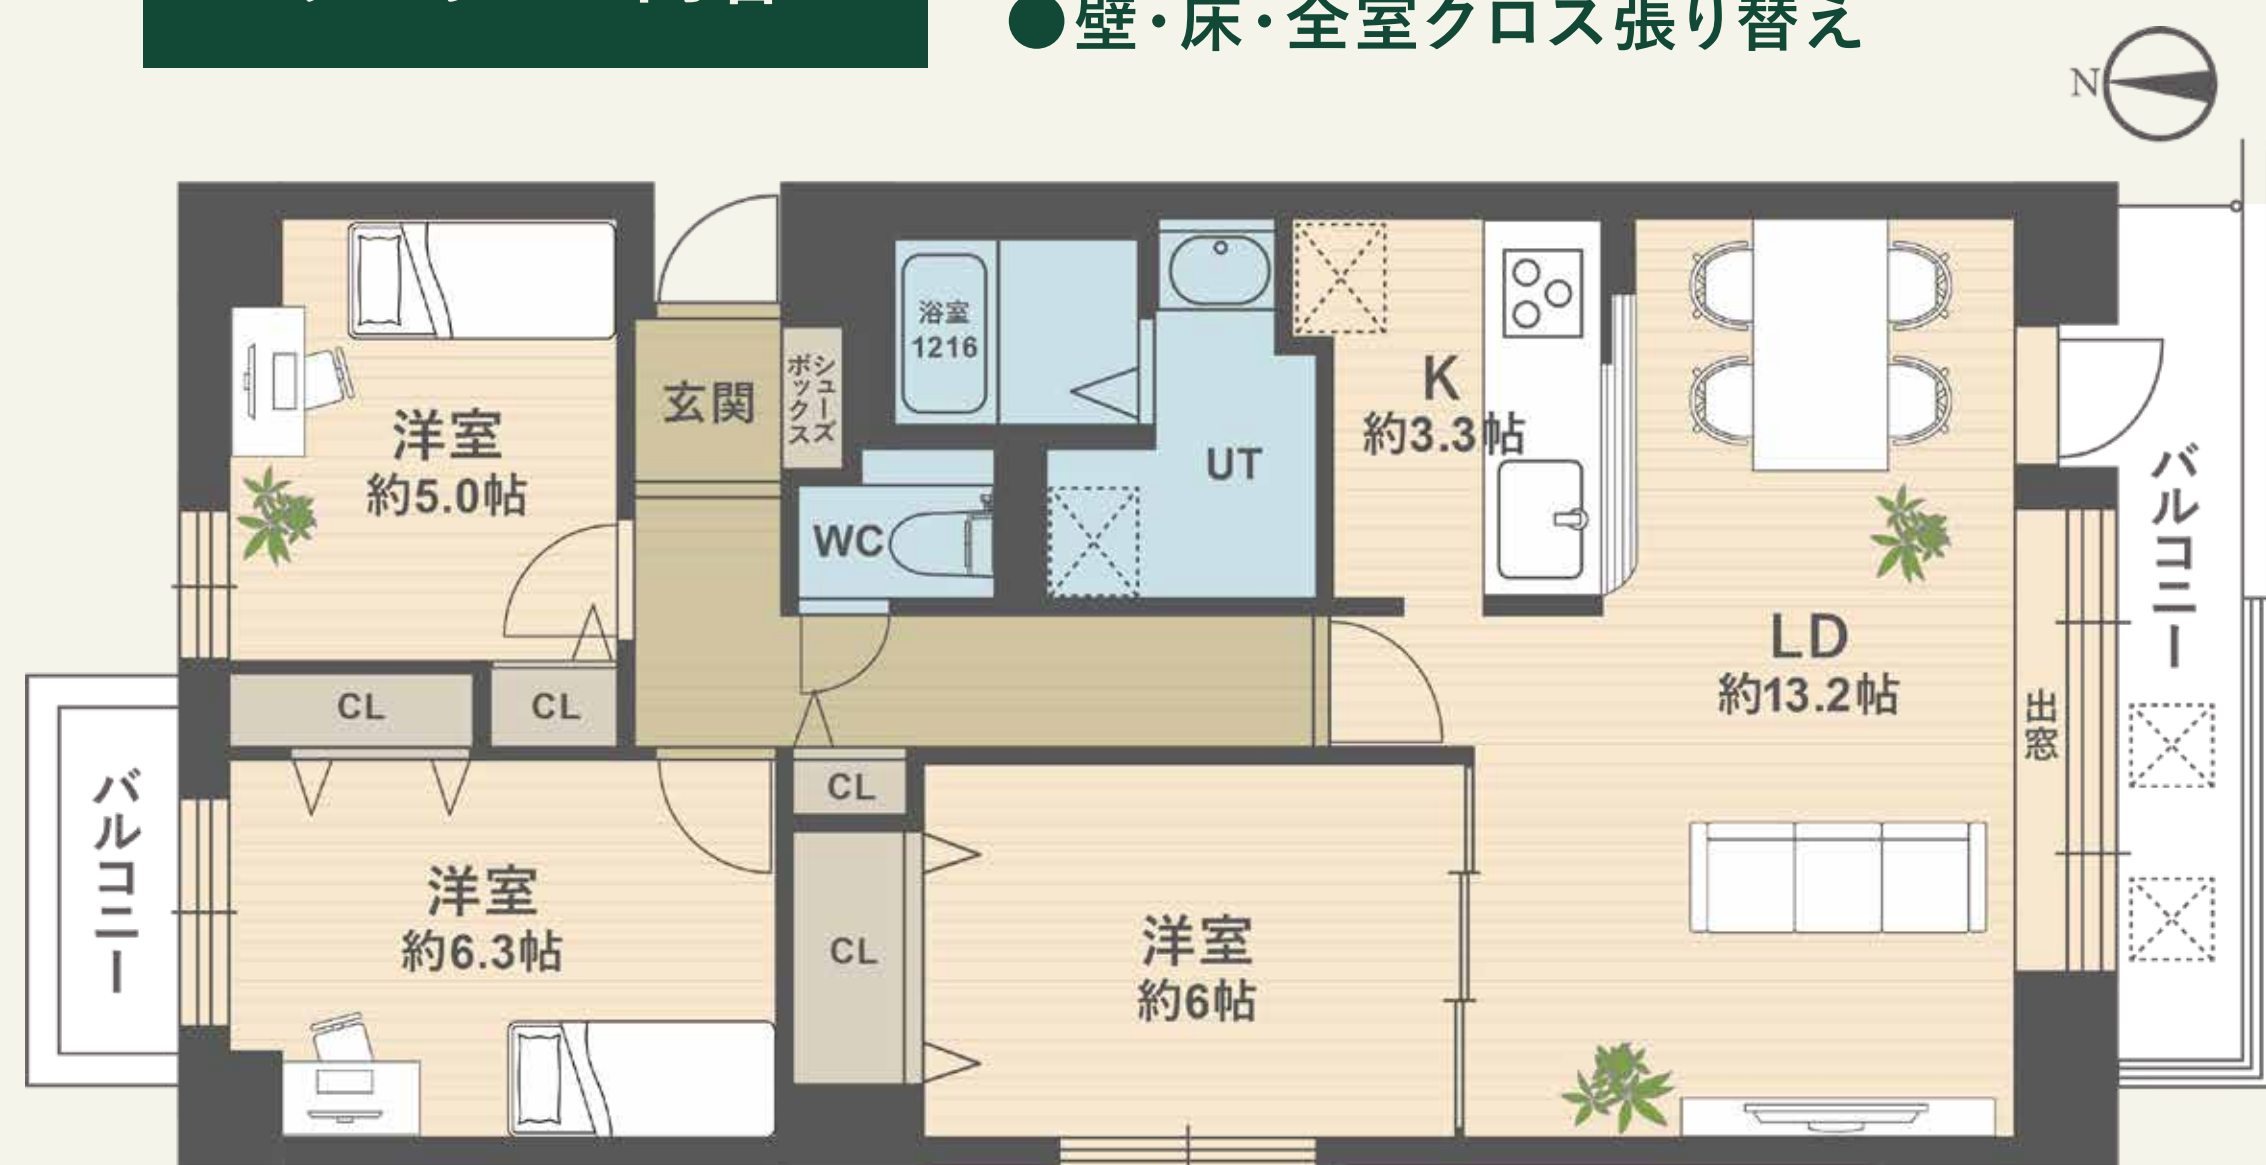 ●壁・床・全室クロス張り替え
N
浴室
1216
玄関
シューズ
ボックス
K
約3.3帖
洋室
約5.0帖
UT
WC
バルコニー
LD
約13.2帖
出窓
CL
CL
CL
バルコニー
洋室
約6.3帖
CL
洋室
約6帖